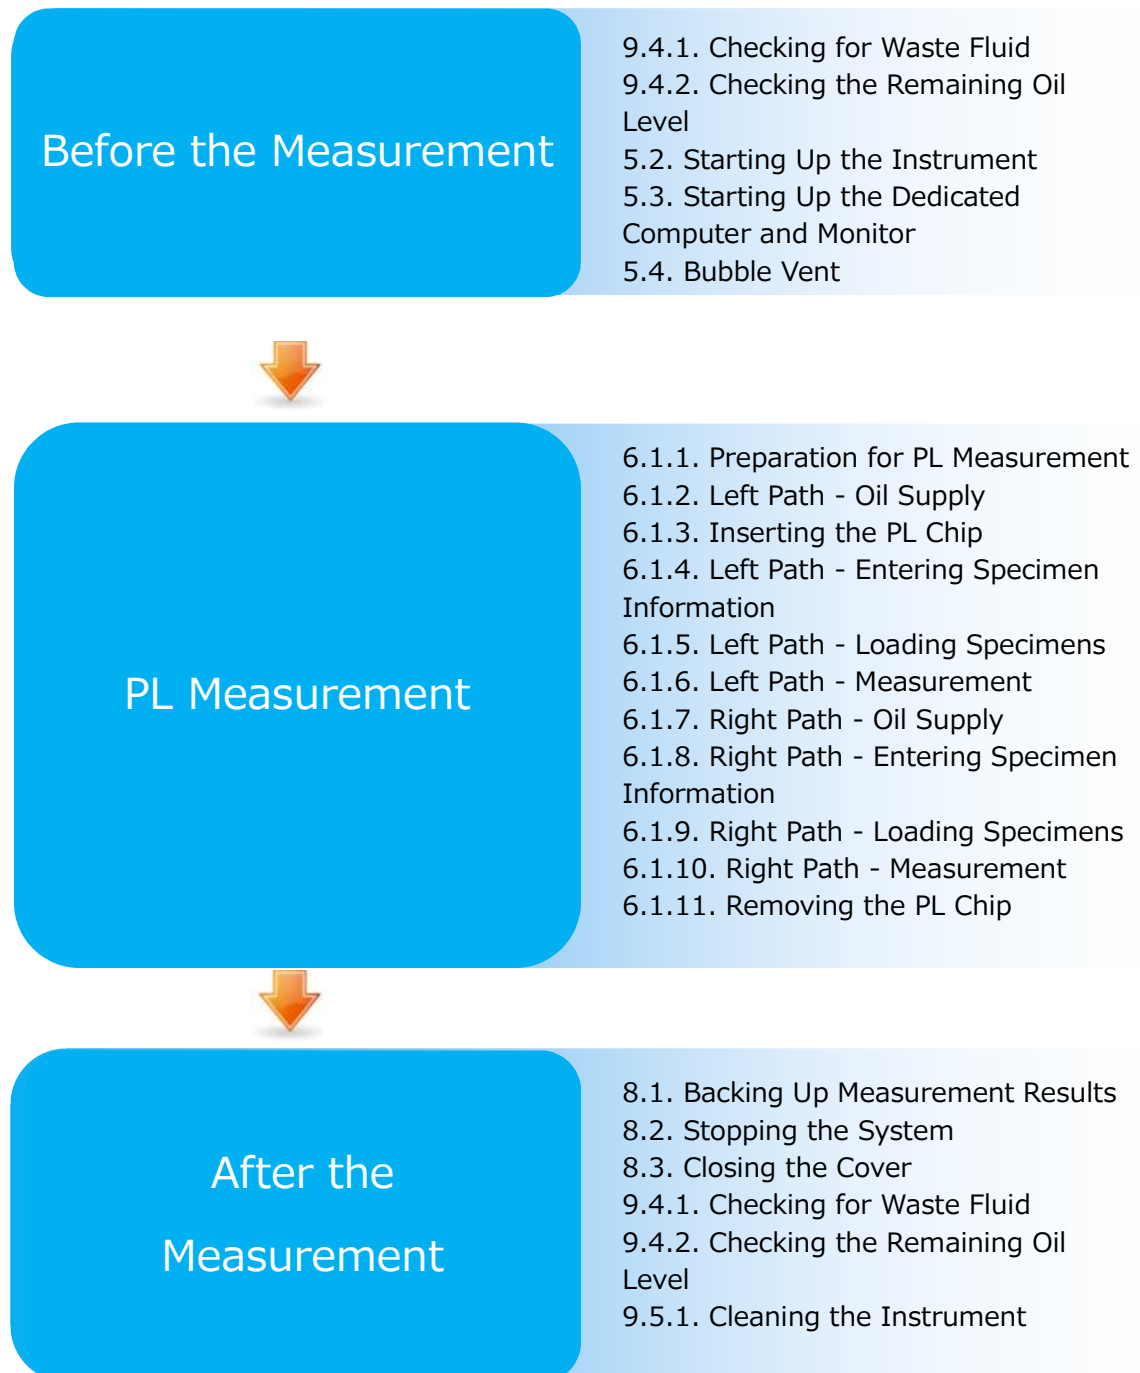 Before the Measurement
9.4.1. Checking for Waste Fluid
9.4.2. Checking the Remaining Oil
Level
5.2. Starting Up the Instrument
5.3. Starting Up the Dedicated
Computer and Monitor
5.4. Bubble Vent
PL Measurement
6.1.1. Preparation for PL Measurement
6.1.2. Left Path - Oil Supply
6.1.3. Inserting the PL Chip
6.1.4. Left Path - Entering Specimen
Information
6.1.5. Left Path - Loading Specimens
6.1.6. Left Path - Measurement
6.1.7. Right Path - Oil Supply
6.1.8. Right Path - Entering Specimen
Information
6.1.9. Right Path - Loading Specimens
6.1.10. Right Path - Measurement
6.1.11. Removing the PL Chip
After the
Measurement
8.1. Backing Up Measurement Results
8.2. Stopping the System
8.3. Closing the Cover
9.4.1. Checking for Waste Fluid
9.4.2. Checking the Remaining Oil
Level
9.5.1. Cleaning the Instrument